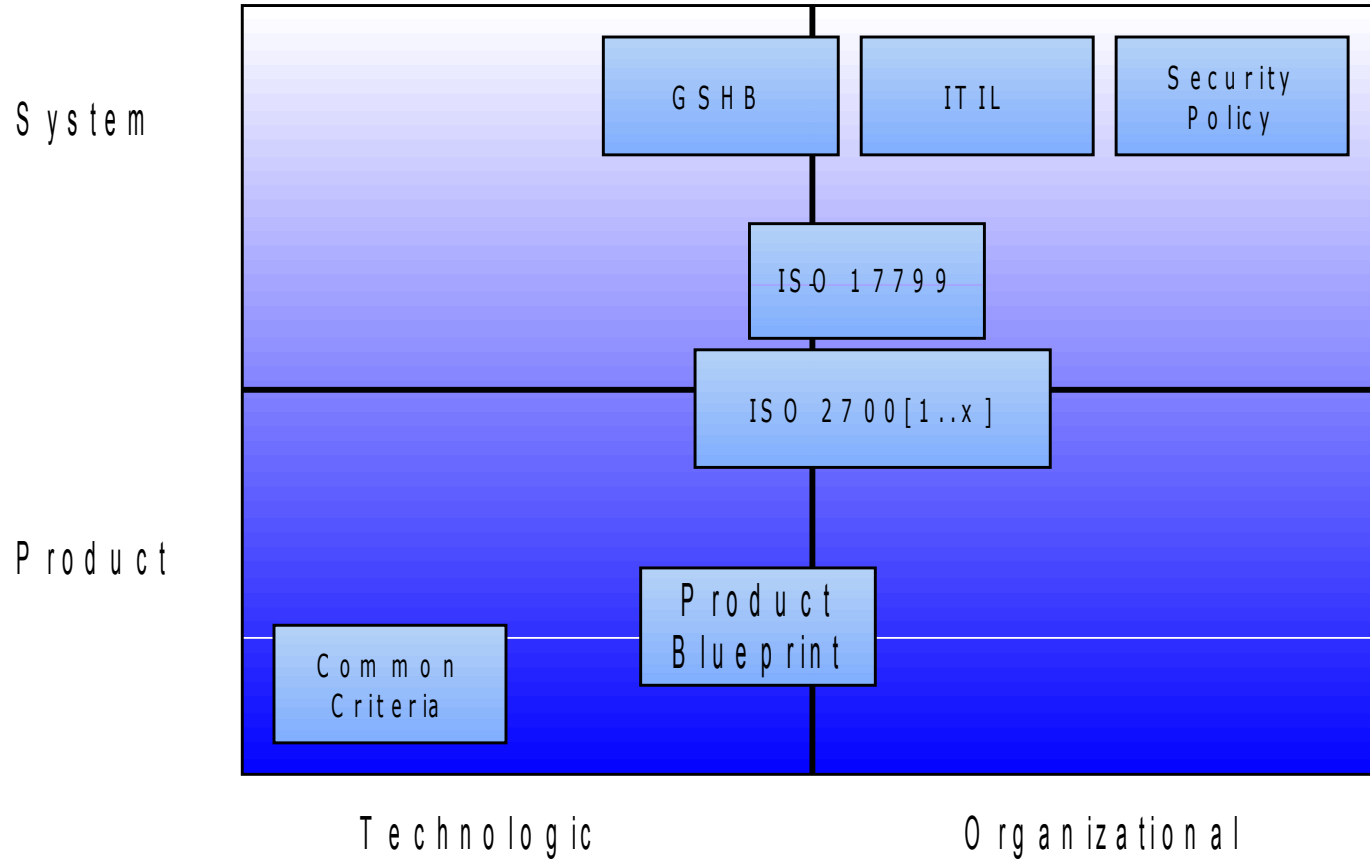 System
GSHB
ITIL
Security
Policy
ISO 17799
ISO 2700[1..x]
Product
Product
Blueprint
Common
Criteria
Technologic
Organizational